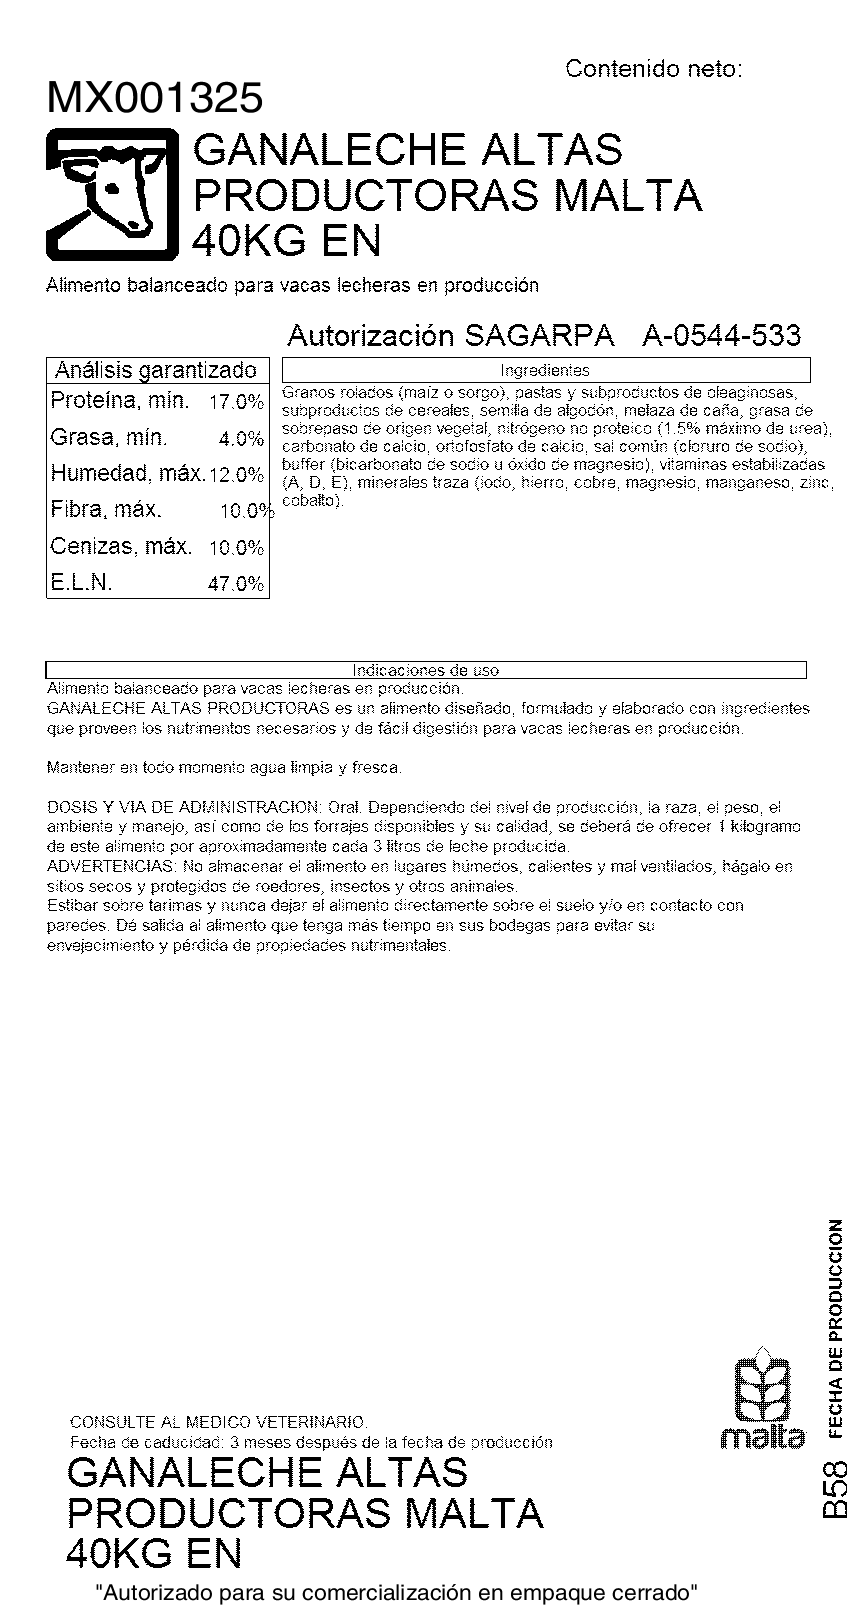 Contenido neto:
MX001325
GANALECHE ALTAS
PRODUCTORAS MALTA
40KG EN
Alimento balanceado para vacas lecheras en producción
Autorización SAGARPA A-0544-533
Análisis garantizado
Proteína, mín. 17.0%
Grasa, mín. 4.0%
Humedad, máx. 12.0%
Fibra, máx. 10.0%
Cenizas, máx. 10.0%
E.L.N. 47.0%
Ingredientes
Granos rolados (maíz o sorgo), pastas y subproductos de oleaginosas,
subproductos de cereales, semilla de algodón, melaza de caña, grasa de
sobrepaso de origen vegetal, nitrógeno no proteico (1.5% máximo de urea),
carbonato de calcio, ortofosfato de calcio, sal común (cloruro de sodio),
buffer (bicarbonato de sodio u óxido de magnesio), vitaminas estabilizadas
(A, D, E), minerales traza (iodo, hierro, cobre, magnesio, manganeso, zinc,
cobalto).
Indicaciones de uso
Alimento balanceado para vacas lecheras en producción.
GANALECHE ALTAS PRODUCTORAS es un alimento diseñado, formulado y elaborado con ingredientes
que proveen los nutrimentos necesarios y de fácil digestión para vacas lecheras en producción.
Mantener en todo momento agua limpia y fresca.
DOSIS Y VIA DE ADMINISTRACION: Oral. Dependiendo del nivel de producción, la raza, el peso, el
ambiente y manejo, así como de los forrajes disponibles y su calidad, se deberá de ofrecer 1 kilogramo
de este alimento por aproximadamente cada 3 litros de leche producida.
ADVERTENCIAS: No almacenar el alimento en lugares húmedos, calientes y mal ventilados, hágalo en
sitios secos y protegidos de roedores, insectos y otros animales.
Estibar sobre tarimas y nunca dejar el alimento directamente sobre el suelo y/o en contacto con
paredes. Dé salida al alimento que tenga más tiempo en sus bodegas para evitar su
envejecimiento y pérdida de propiedades nutrimentales.
FECHA DE PRODUCCION
malta
B58
CONSULTE AL MEDICO VETERINARIO.
Fecha de caducidad: 3 meses después de la fecha de producción
GANALECHE ALTAS
PRODUCTORAS MALTA
40KG EN
"Autorizado para su comercialización en empaque cerrado"